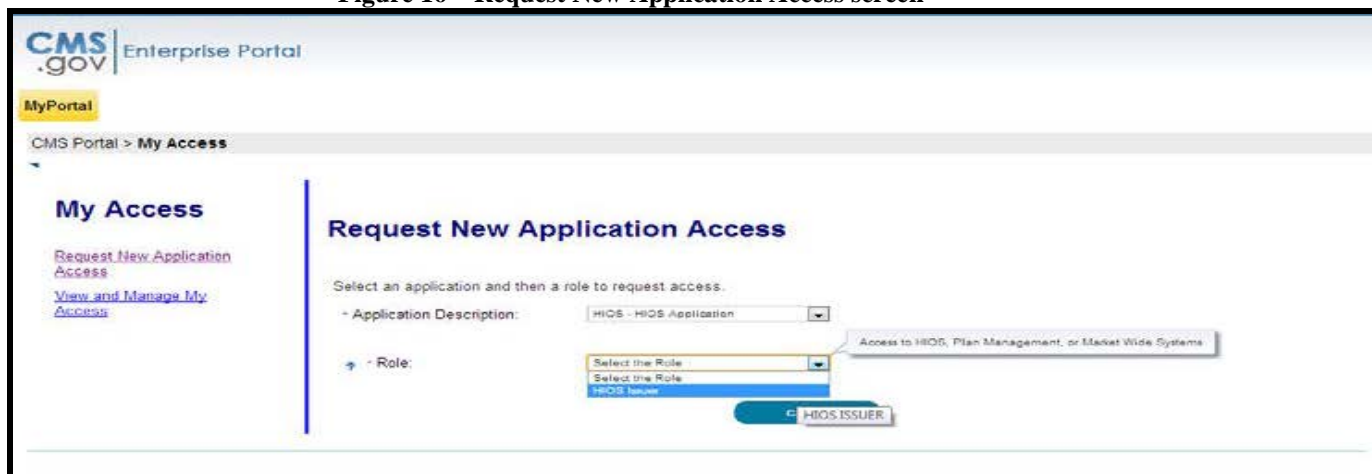 Figure 16 – Request New Application Access screen
CMS
.gov
Enterprise Portal
MyPortal
CMS Portal > My Access
My Access
Request New Application
Access
View and Manage My
Access
Request New Application Access
Select an application and then a role to request access.
Application Description:
HIOS - HIOS Application
Access to HIOS, Plan Management, or Market Wide Systems
Role:
Select the Role
Select the Role
HIOS Issuer
HIOS ISSUER